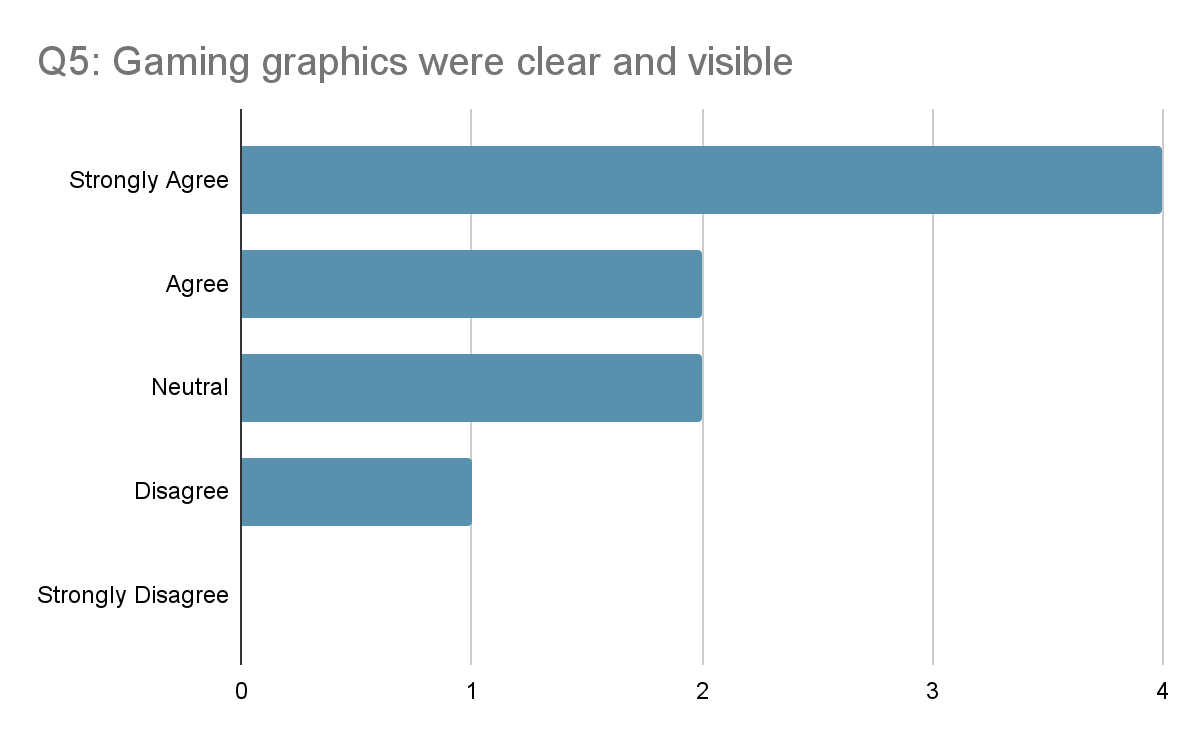 Q5: Gaming graphics were clear and visible
Strongly Agree
Agree
Neutral
Disagree
Strongly Disagree
0 1 2 3 4